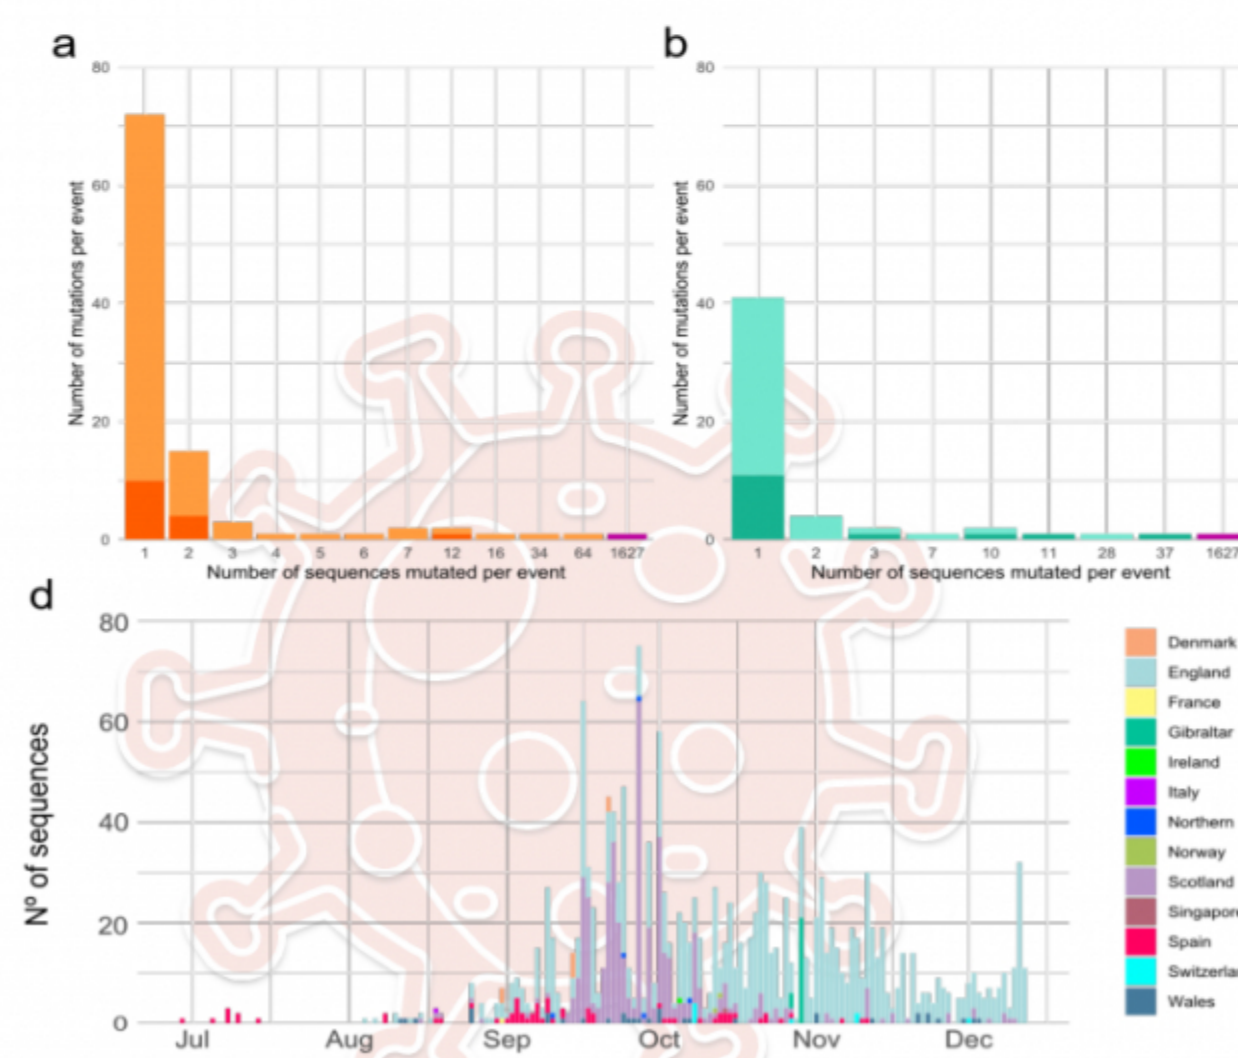 a
b
80
60
40
20
0
Number of mutations per event
1 2 3 4 5 6 7 12 16 34 64 1627
Number of sequences mutated per event
80
60
40
20
0
Number of mutations per event
1 2 3 7 10 11 28 37 1627
Number of sequences mutated per event
d
80
60
40
20
0
Nº of sequences
Jul Aug Sep Oct Nov Dec
Denmark
England
France
Gibraltar
Ireland
Italy
Northern
Norway
Scotland
Singapore
Spain
Switzerla
Wales